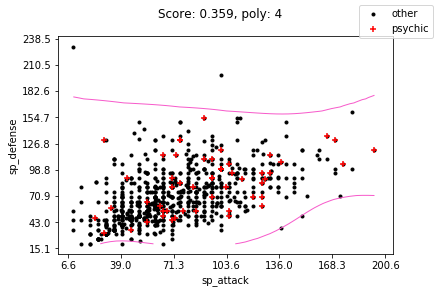 Score: 0.359, poly: 4
other
psychic
238.5
210.5
182.6
154.7
126.7
98.8
70.9
43.0
15.1
sp_defense
6.6 39.0 71.3 103.6 136.0 168.3 200.6
sp_attack